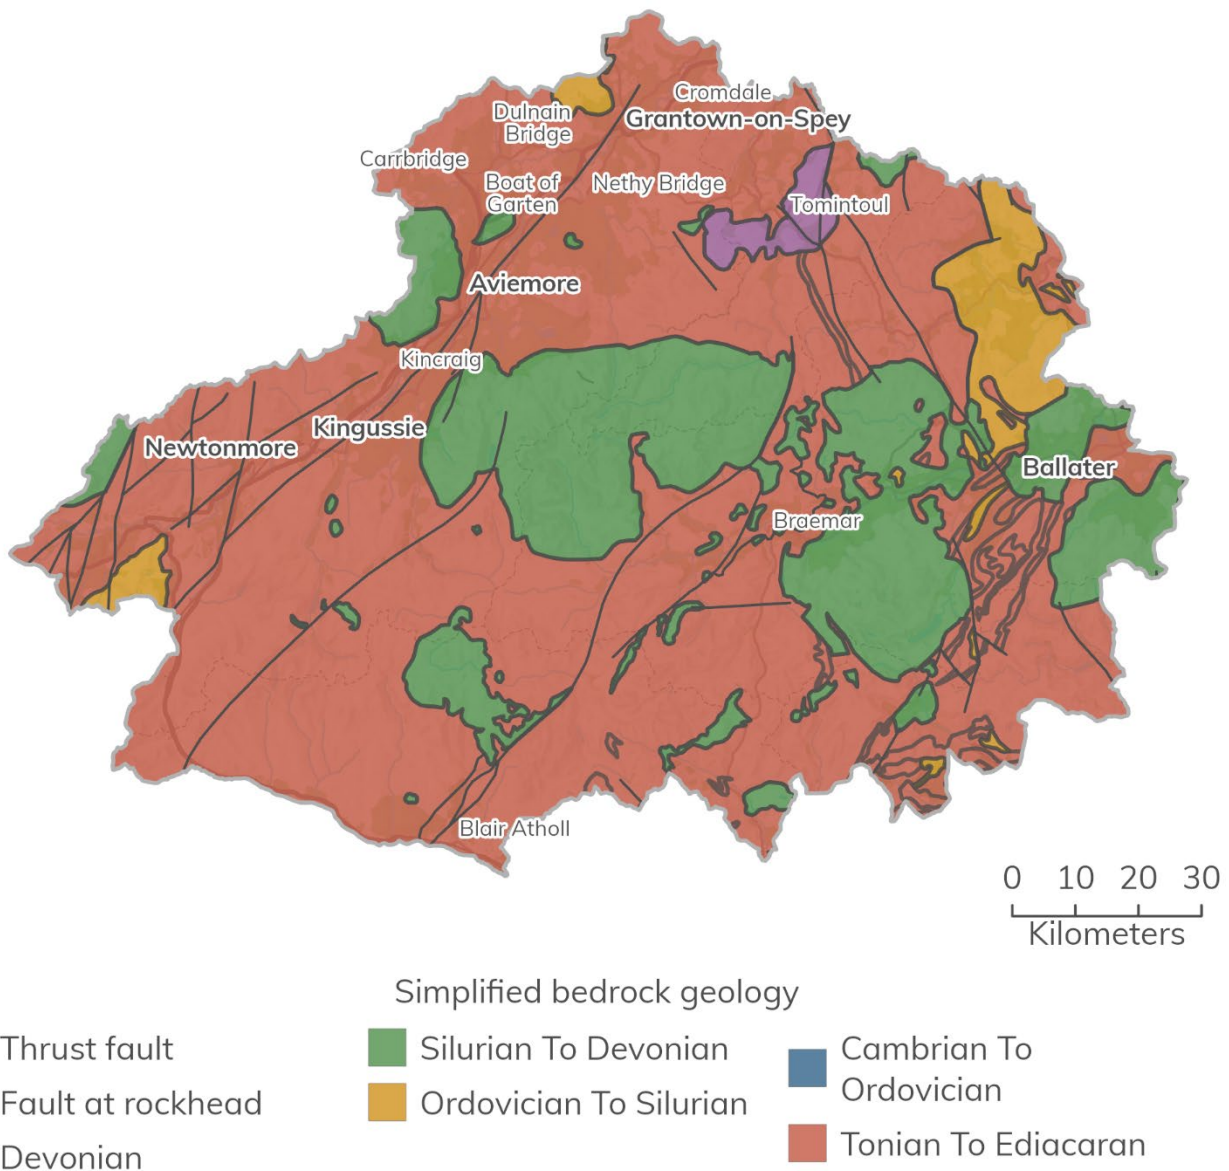 Cromdale
Dulnain
Bridge
Grantown-on-Spey
Carrbridge
Boat of
Garten
Nethy Bridge
Tomintoul
Aviemore
Kincraig
Kingussie
Newtonmore
Ballater
Braemar
Blair Atholl
0 10 20 30
Kilometers
Simplified bedrock geology
Thrust fault
Fault at rockhead
Devonian
Silurian To Devonian
Ordovician To Silurian
Cambrian To
Ordovician
Tonian To Ediacaran